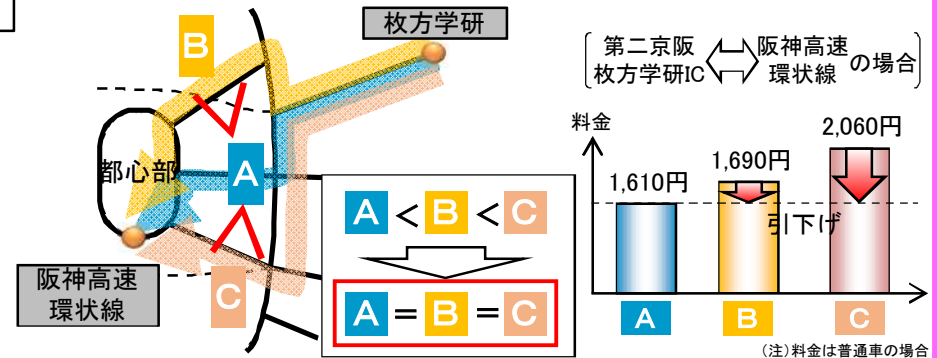 枚方学研
B
都心部
A
C
阪神高速
環状線
A < B < C
A = B = C
第二京阪
枚方学研IC
阪神高速
環状線
の場合
料金
1,610円
1,690円
2,060円
引下げ
A
B
C
(注)料金は普通車の場合